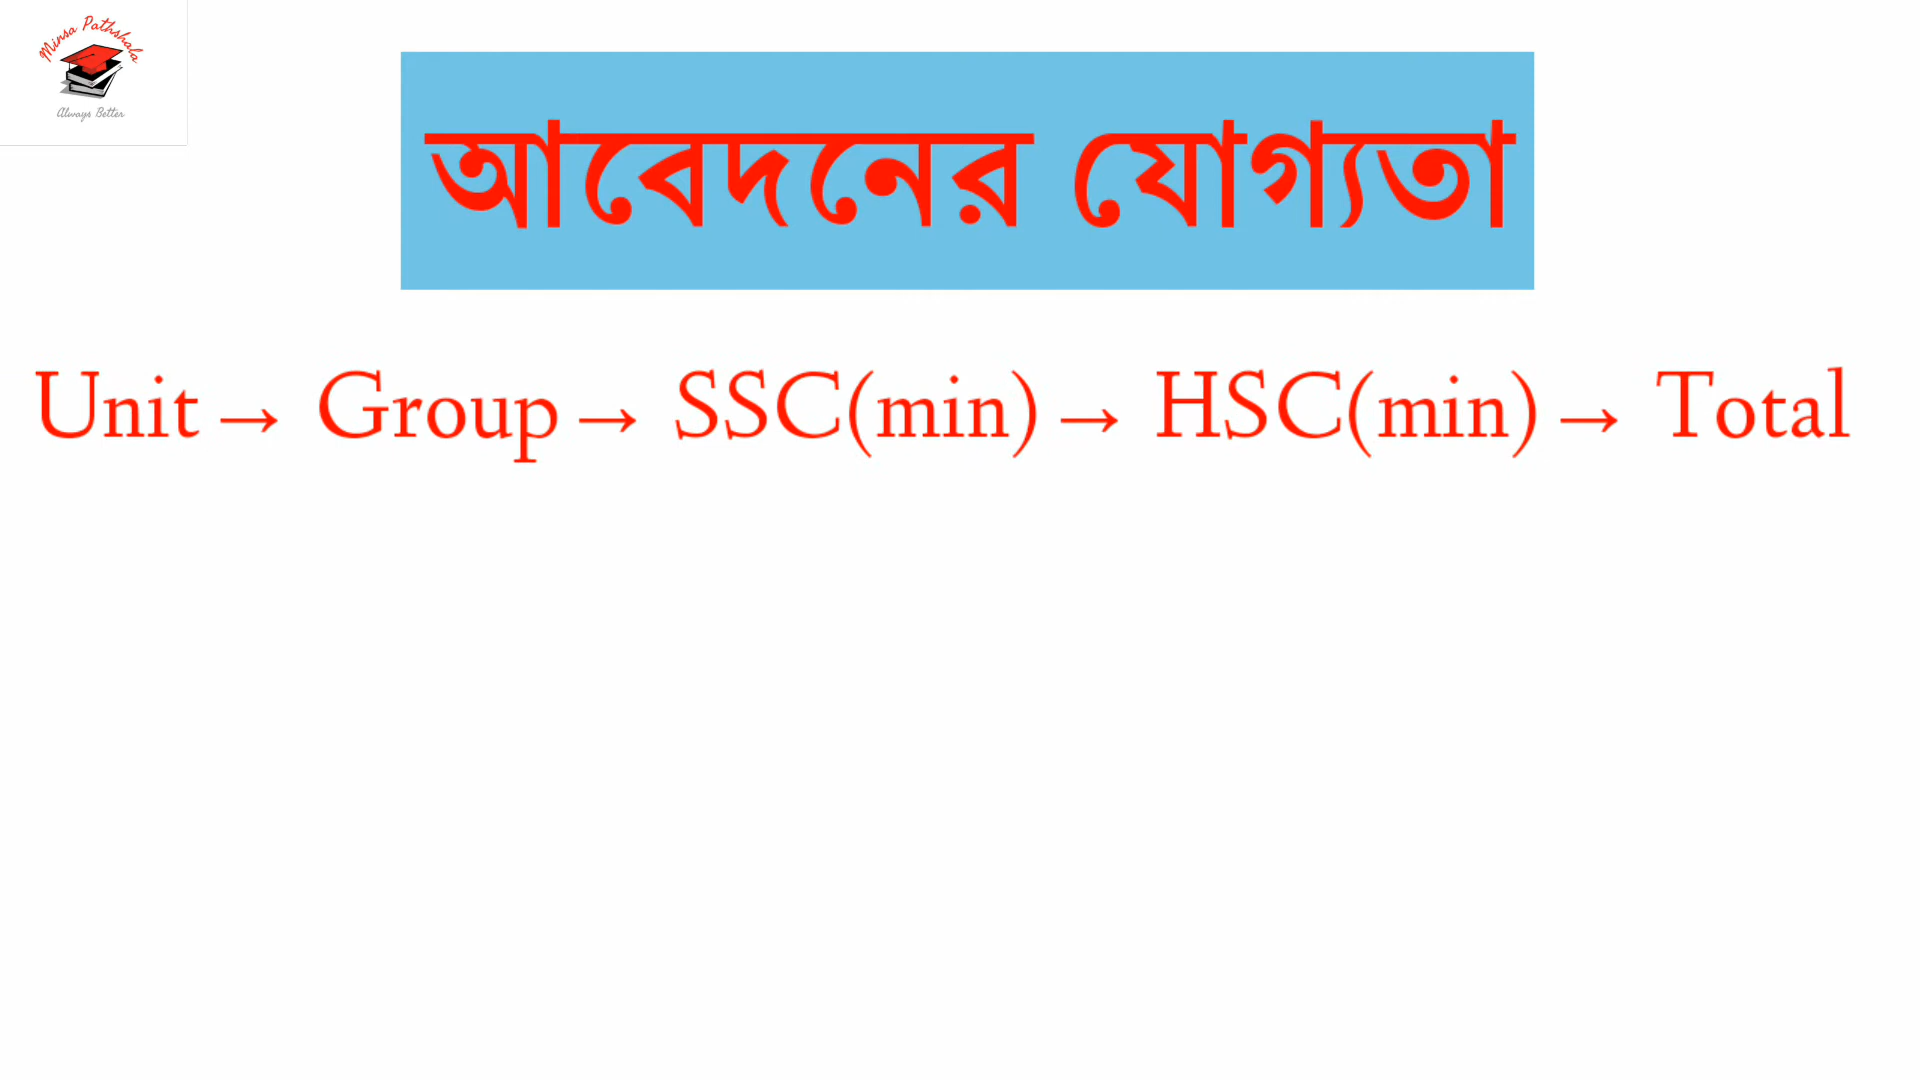 Minsa Pathshala
Always Better
আবেদনের যোগ্যতা
Unit → Group → SSC(min) → HSC(min) → Total